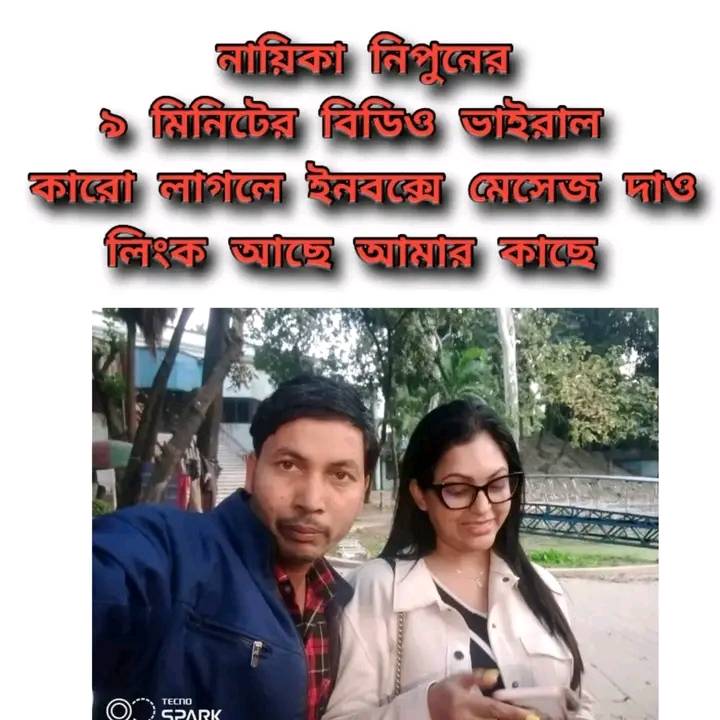 নায়িকা নিপুনের
৯ মিনিটের বিডিও ভাইরাল
কারো লাগলে ইনবক্সে মেসেজ দাও
লিংক আছে আমার কাছে
TECNO
SPARK